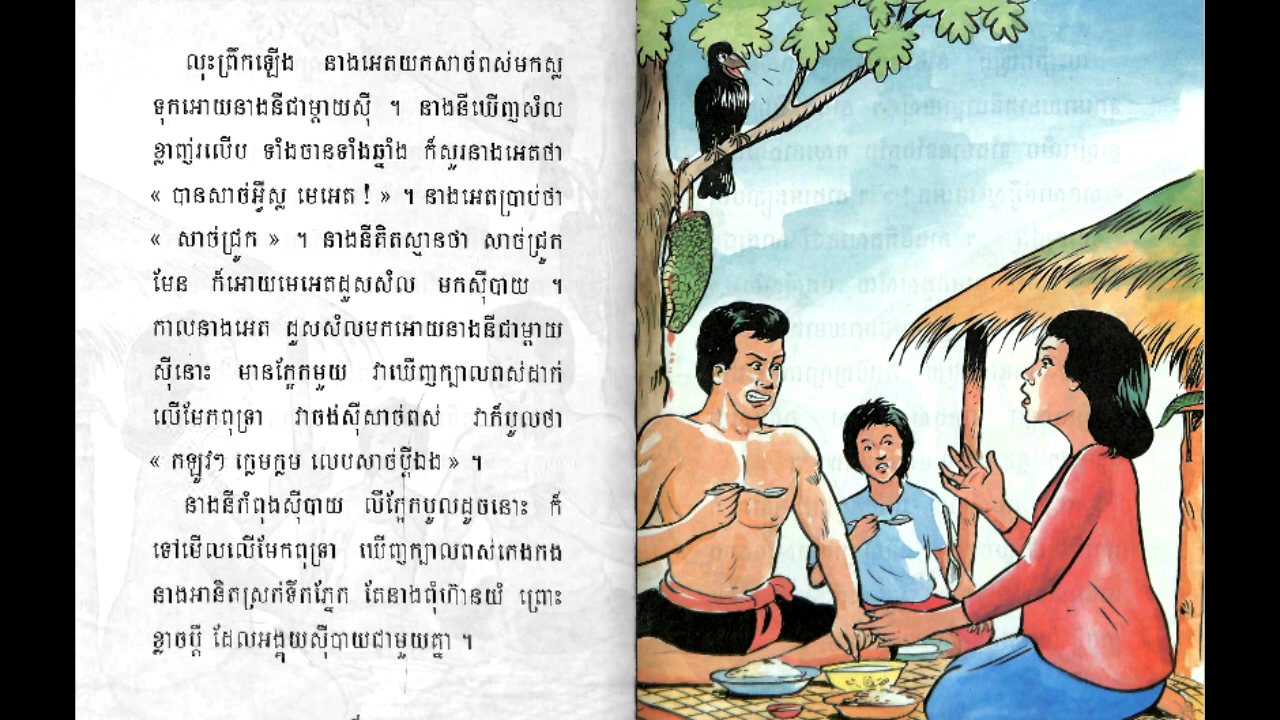 លុះព្រឹកឡើង នាងអេតយកសាច់ពស់មកស្ល
ទុកអោយនាងនីជាម្ដាយស៊ី ។ នាងនីឃើញសំល
ខ្លាញ់រលើប ទាំងចានទាំងឆ្នាំង ក៏សួរនាងអេតថា
« បានសាច់អ្វីស្ល មេអេត ! » ។ នាងអេតប្រាប់ថា
« សាច់ជ្រូក » ។ នាងនីគិតស្មានថា សាច់ជ្រូក
មែន ក៏អោយមេអេតដួសសំល មកស៊ីបាយ ។
កាលនាងអេត ដួសសំលមកអោយនាងនីជាម្ដាយ
ស៊ីនោះ មានក្អែកមួយ វាឃើញក្បាលពស់ដាក់
លើមែកពុទ្រា វាចង់ស៊ីសាច់ពស់ វាក៏បូលថា
« កឡូវៗ ក្លេមក្លម លេបសាច់ប្ដីឯង » ។
នាងនីកំពុងស៊ីបាយ លឺក្អែកបូលដូចនោះ ក៏
ទៅមើលលើមែកពុទ្រា ឃើញក្បាលពស់កេងកង
នាងអានិតស្រក់ទឹកភ្នែក តែនាងពុំហ៊ានយំ ព្រោះ
ខ្លាចប្ដី ដែលអង្គុយស៊ីបាយជាមួយគ្នា ។